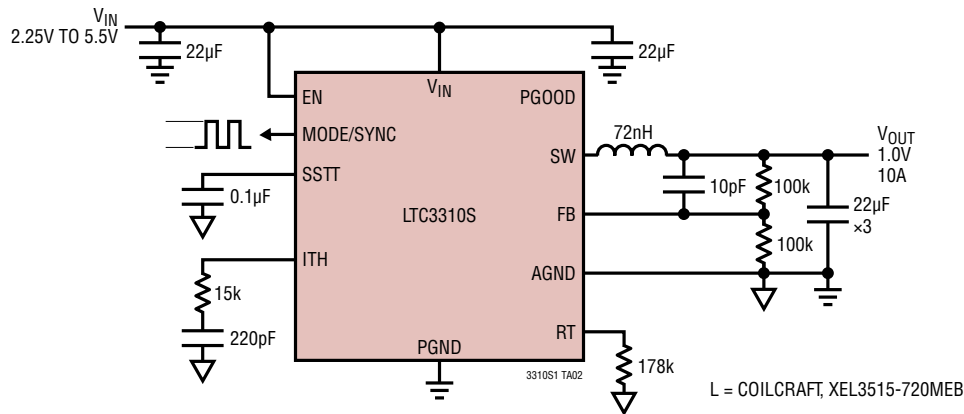 VIN
2.25V TO 5.5V
22µF
22µF
VIN
EN
PGOOD
MODE/SYNC
72nH
SW
VOUT
1.0V
10A
SSTT
0.1µF
10pF
100k
LTC3310S
FB
22µF
×3
100k
ITH
AGND
15k
220pF
RT
PGND
178k
3310S1 TA02
L = COILCRAFT, XEL3515-720MEB